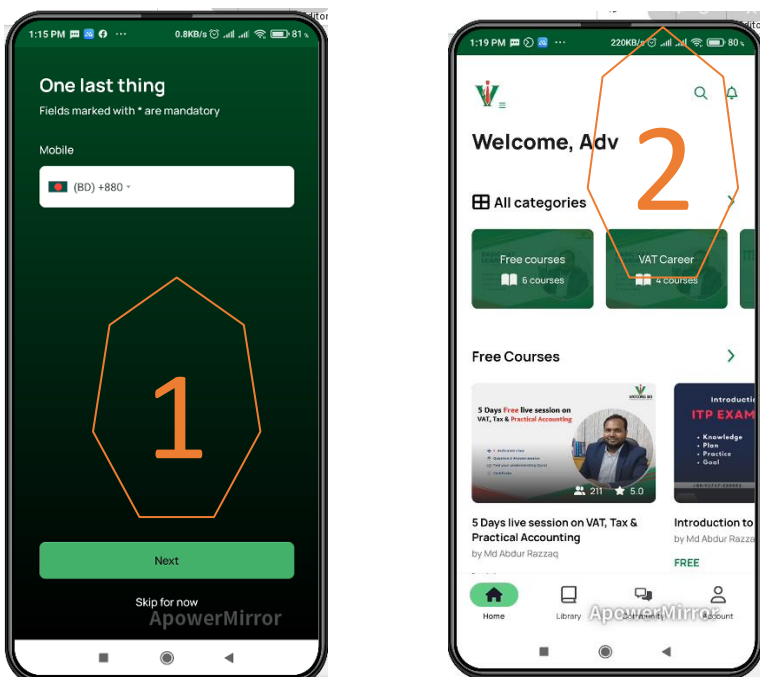 1:15 PM
0.8KB/s
81%
One last thing
Fields marked with * are mandatory
Mobile
(BD) +880
1
Next
Skip for now
ApowerMirror
1:19 PM
220KB/s
80%
Welcome, Adv
2
All categories
Free courses
6 courses
VAT Career
4 courses
Free Courses
5 Days Free live session on
VAT, Tax & Practical Accounting
211
5.0
Introductio
ITP EXAM
• Knowledge
• Plan
• Practice
• Goal
5 Days live session on VAT, Tax &
Practical Accounting
by Md Abdur Razzaq
Introduction to
by Md Abdur Razza
FREE
Home
Library
Community
Account
ApowerMirror